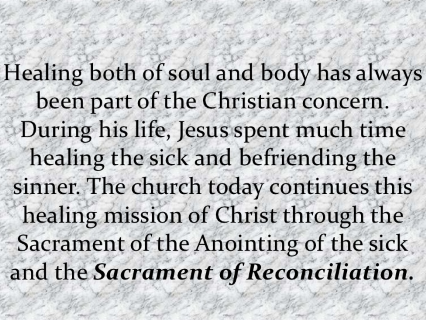 Healing both of soul and body has always
been part of the Christian concern.
During his life, Jesus spent much time
healing the sick and befriending the
sinner. The church today continues this
healing mission of Christ through the
Sacrament of the Anointing of the sick
and the Sacrament of Reconciliation.